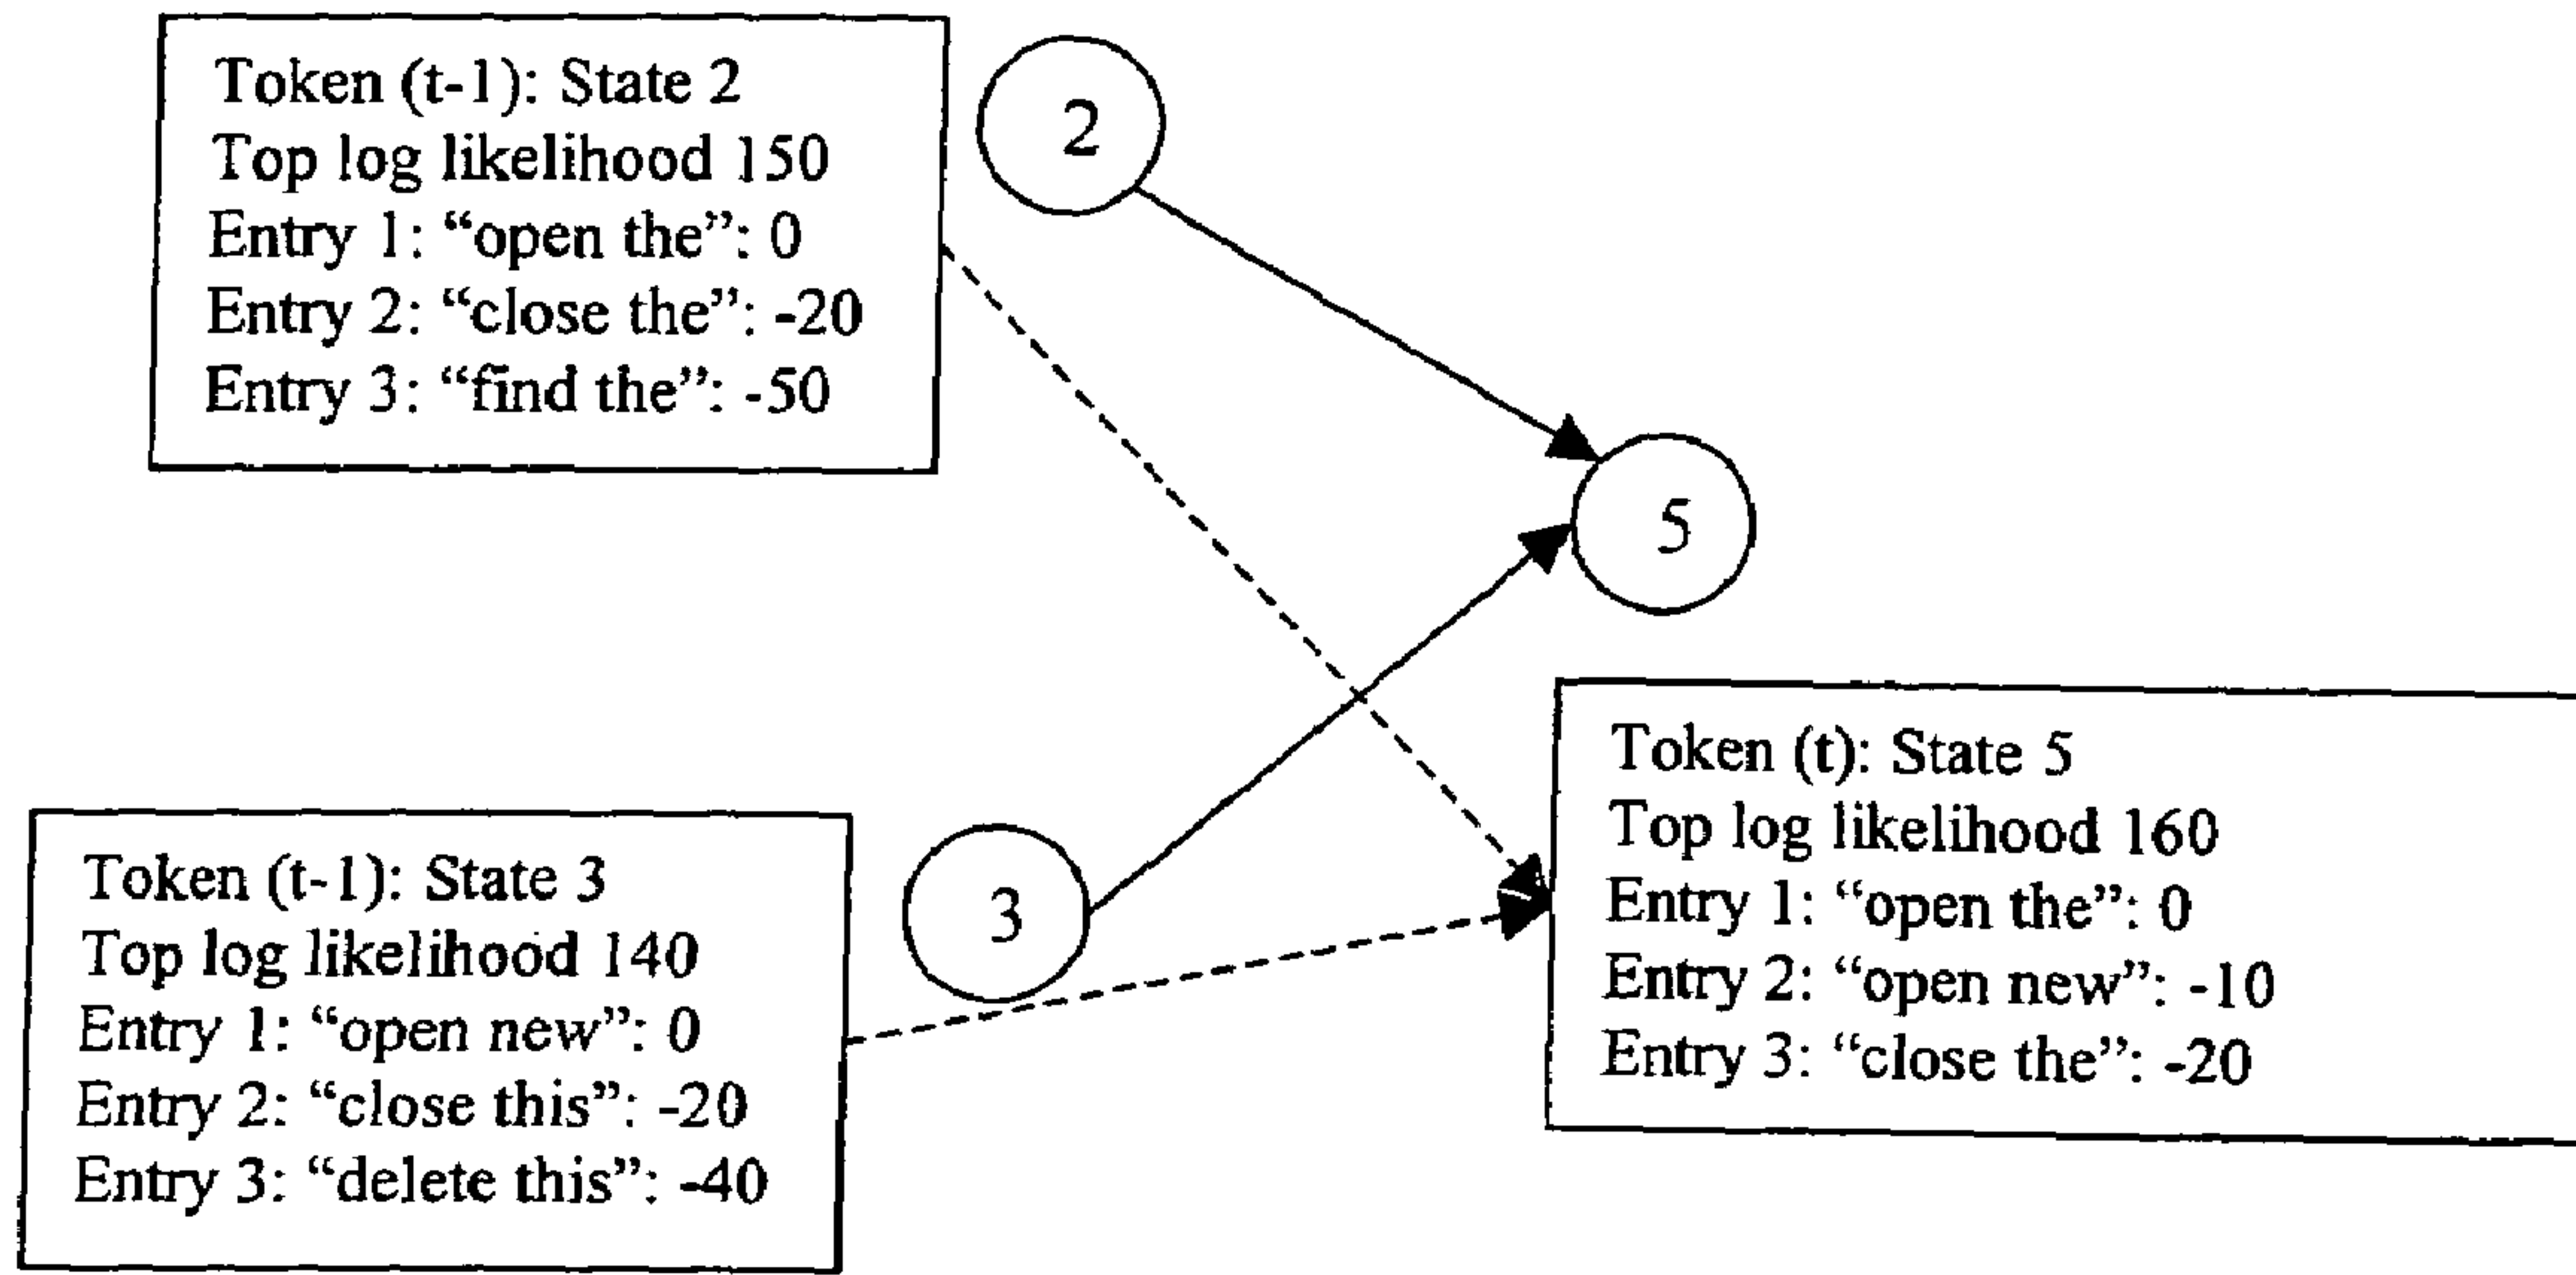 Token (t-1): State 2
Top log likelihood 150
Entry 1: “open the”: 0
Entry 2: “close the”: -20
Entry 3: “find the”: -50
2
5
Token (t-1): State 3
Top log likelihood 140
Entry 1: “open new”: 0
Entry 2: “close this”: -20
Entry 3: “delete this”: -40
3
Token (t): State 5
Top log likelihood 160
Entry 1: “open the”: 0
Entry 2: “open new”: -10
Entry 3: “close the”: -20